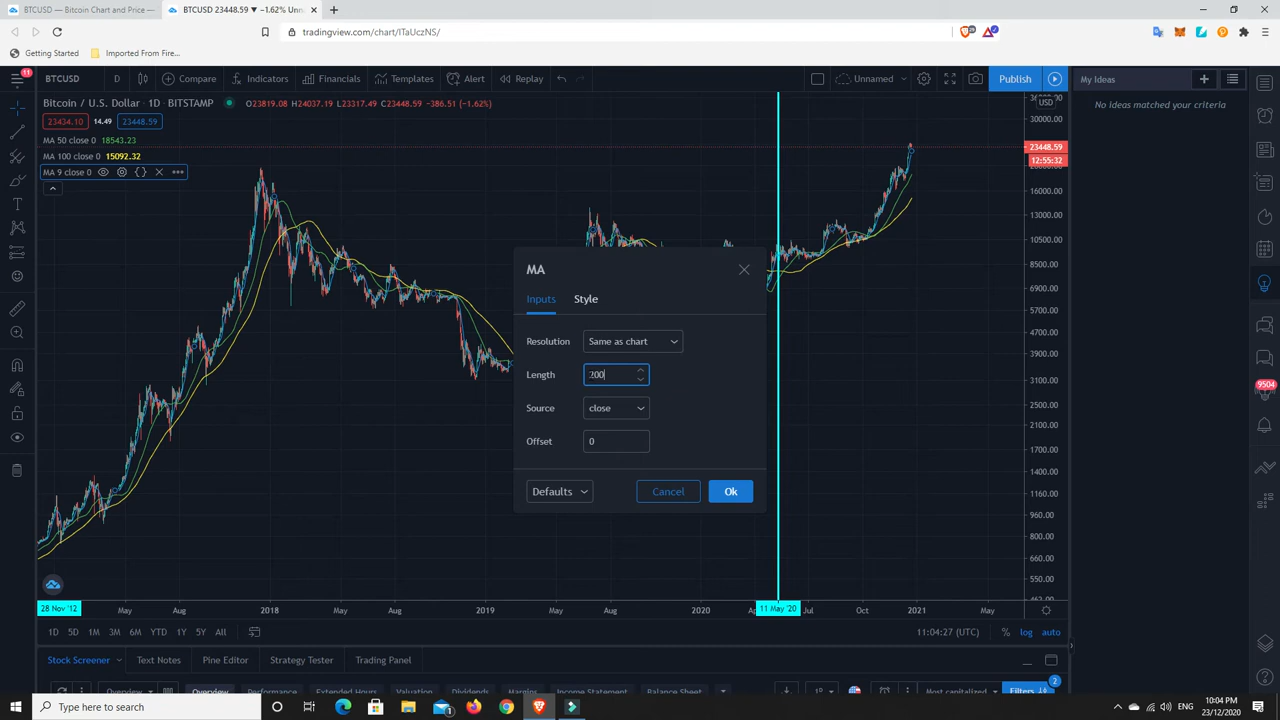 BTCUSD — Bitcoin Chart and Price —
BTCUSD 23448.59 ▼ −1.62% Unn
tradingview.com/chart/lTaUczNS/
Getting Started
Imported From Fire...
11
BTCUSD
D
Compare
Indicators
Financials
Templates
Alert
Replay
Unnamed
Publish
My Ideas
No ideas matched your criteria
Bitcoin / U.S. Dollar · 1D · BITSTAMP
O23819.08 H24037.19 L23317.49 C23448.59 −386.51 (−1.62%)
23434.10
14.49
23448.59
MA 50 close 0 18543.23
MA 100 close 0 15092.32
MA 9 close 0
USD
30000.00
23448.59
12:55:32
16000.00
13000.00
10500.00
8500.00
6900.00
5700.00
4700.00
3900.00
3100.00
2500.00
2100.00
1700.00
1400.00
1160.00
960.00
800.00
660.00
550.00
MA
Inputs
Style
Resolution
Same as chart
Length
200
Source
close
Offset
0
Defaults
Cancel
Ok
28 Nov '12
May
Aug
2018
May
Aug
2019
May
Aug
2020
11 May '20
Jul
Oct
2021
May
1D 5D 1M 3M 6M YTD 1Y 5Y All
11:04:27 (UTC)
%
log
auto
9504
Stock Screener
Text Notes
Pine Editor
Strategy Tester
Trading Panel
Overview
Overview
Performance
Extended Hours
Valuation
Dividends
Margins
Income Statement
Balance Sheet
Most capitalized
Filters
2
Type here to search
ENG
10:04 PM
23/12/2020